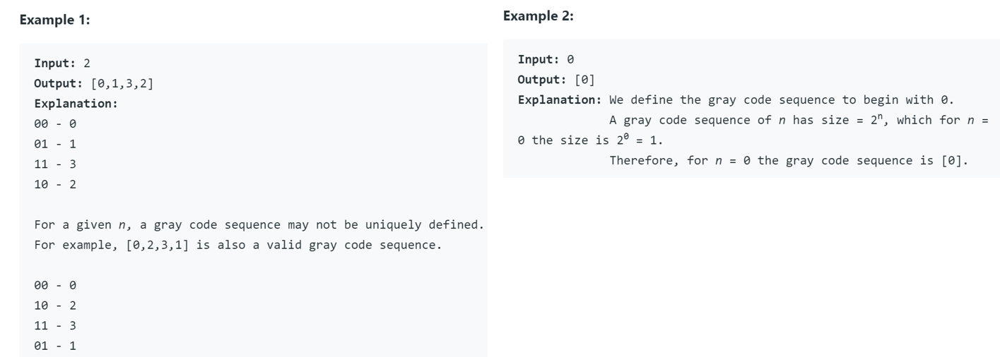 Example 1:
Input: 2
Output: [0,1,3,2]
Explanation:
00 - 0
01 - 1
11 - 3
10 - 2
For a given n, a gray code sequence may not be uniquely defined.
For example, [0,2,3,1] is also a valid gray code sequence.
00 - 0
10 - 2
11 - 3
01 - 1
Example 2:
Input: 0
Output: [0]
Explanation: We define the gray code sequence to begin with 0.
A gray code sequence of n has size = 2ⁿ, which for n =
0 the size is 2⁰ = 1.
Therefore, for n = 0 the gray code sequence is [0].